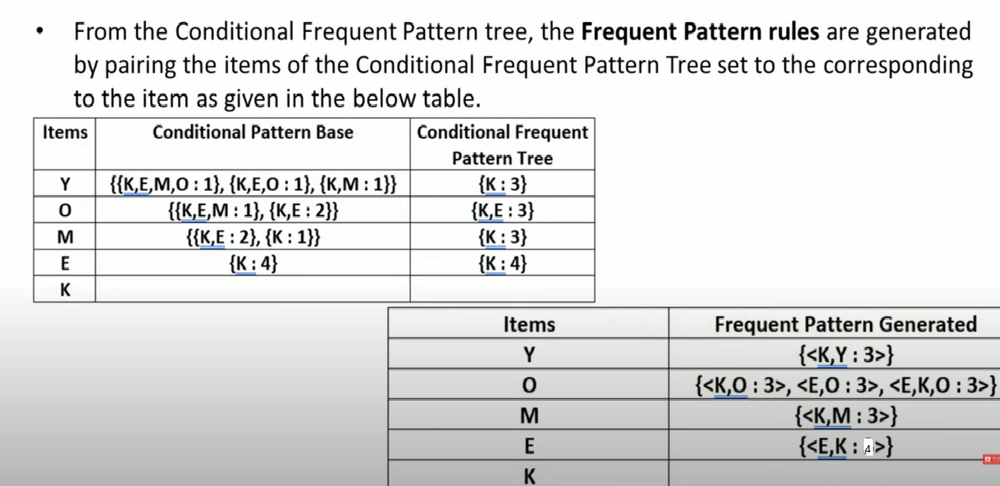 • From the Conditional Frequent Pattern tree, the Frequent Pattern rules are generated
by pairing the items of the Conditional Frequent Pattern Tree set to the corresponding
to the item as given in the below table.
Items Conditional Pattern Base Conditional Frequent
Pattern Tree
Y {{K,E,M,O : 1}, {K,E,O : 1}, {K,M : 1}} {K : 3}
O {{K,E,M : 1}, {K,E : 2}} {K,E : 3}
M {{K,E : 2}, {K : 1}} {K : 3}
E {K : 4} {K : 4}
K
Items Frequent Pattern Generated
Y {<K,Y : 3>}
O {<K,O : 3>, <E,O : 3>, <E,K,O : 3>}
M {<K,M : 3>}
E {<E,K : 4>}
K